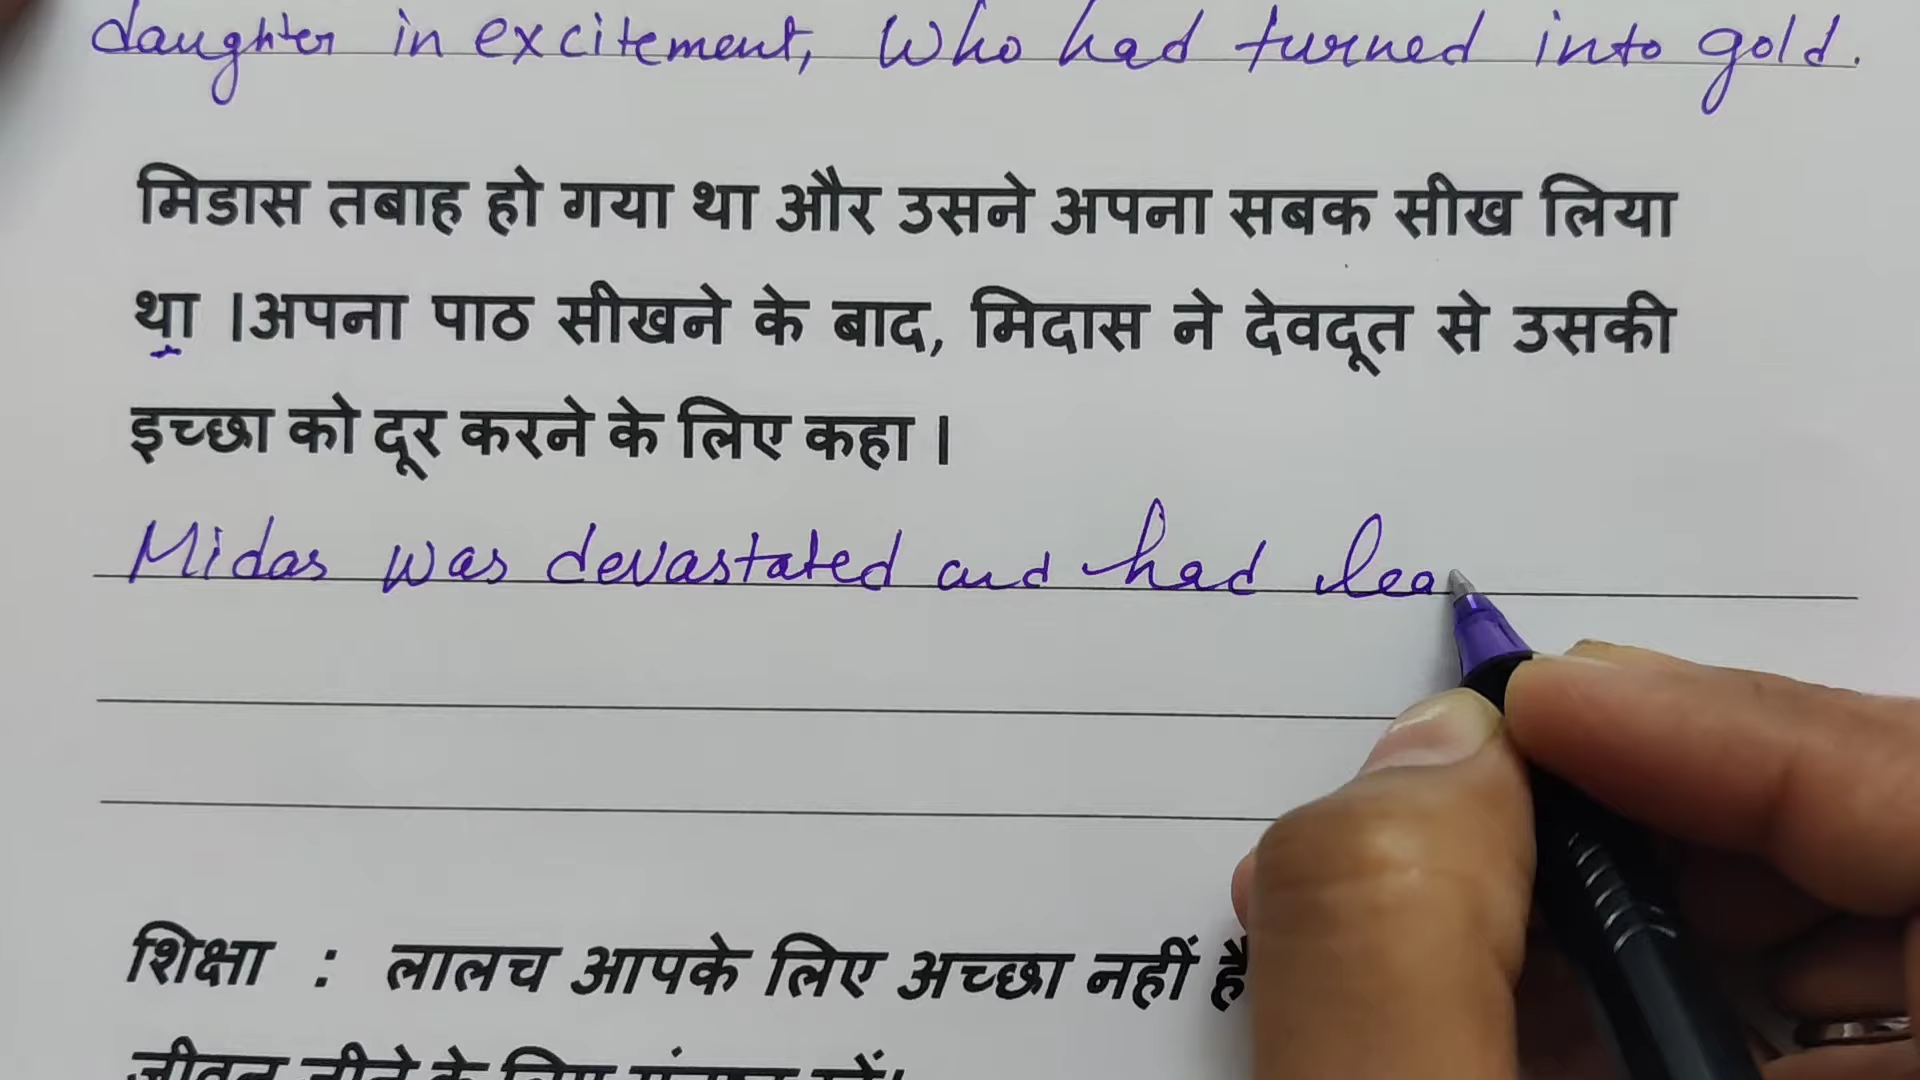 daughter in excitement, Who had turned into gold.
मिडास तबाह हो गया था और उसने अपना सबक सीख लिया
था ।अपना पाठ सीखने के बाद, मिदास ने देवदूत से उसकी
इच्छा को दूर करने के लिए कहा ।
Midas was devastated and had lea
शिक्षा : लालच आपके लिए अच्छा नहीं है
जीवन जीने के लिए